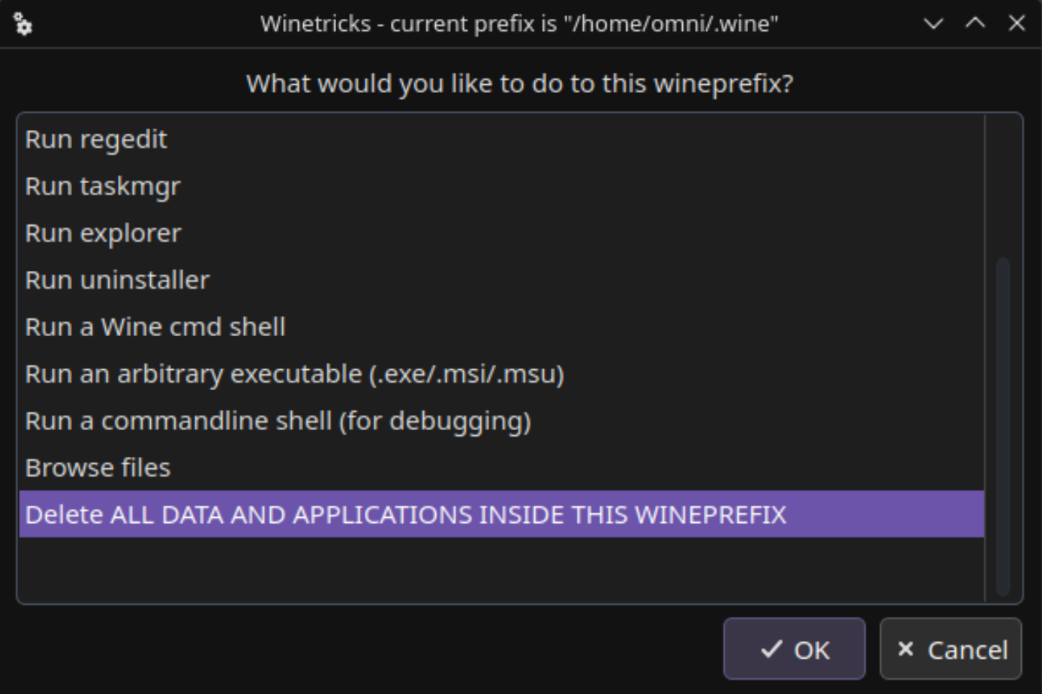 Winetricks - current prefix is "/home/omni/.wine"
What would you like to do to this wineprefix?
Run regedit
Run taskmgr
Run explorer
Run uninstaller
Run a Wine cmd shell
Run an arbitrary executable (.exe/.msi/.msu)
Run a commandline shell (for debugging)
Browse files
Delete ALL DATA AND APPLICATIONS INSIDE THIS WINEPREFIX
OK Cancel